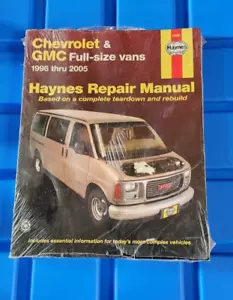 Chevrolet &
GMC Full-size vans
1996 thru 2005
Haynes
Haynes Repair Manual
Based on a complete teardown and rebuild
GMC
Includes essential information for today's more complex vehicles